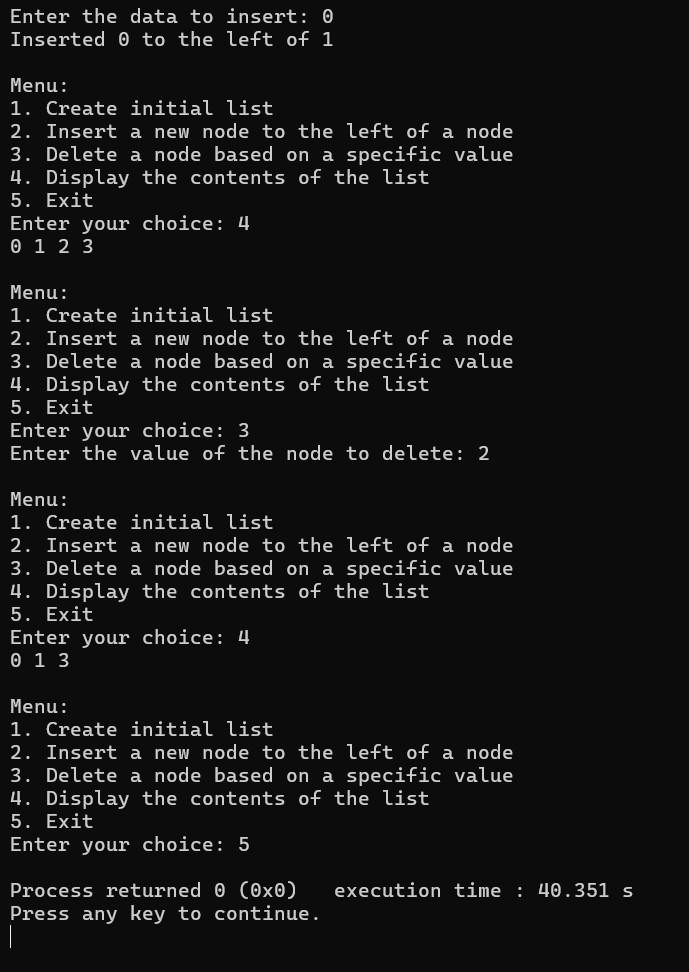 Enter the data to insert: 0
Inserted 0 to the left of 1
Menu:
1. Create initial list
2. Insert a new node to the left of a node
3. Delete a node based on a specific value
4. Display the contents of the list
5. Exit
Enter your choice: 4
0 1 2 3
Menu:
1. Create initial list
2. Insert a new node to the left of a node
3. Delete a node based on a specific value
4. Display the contents of the list
5. Exit
Enter your choice: 3
Enter the value of the node to delete: 2
Menu:
1. Create initial list
2. Insert a new node to the left of a node
3. Delete a node based on a specific value
4. Display the contents of the list
5. Exit
Enter your choice: 4
0 1 3
Menu:
1. Create initial list
2. Insert a new node to the left of a node
3. Delete a node based on a specific value
4. Display the contents of the list
5. Exit
Enter your choice: 5
Process returned 0 (0x0)   execution time : 40.351 s
Press any key to continue.